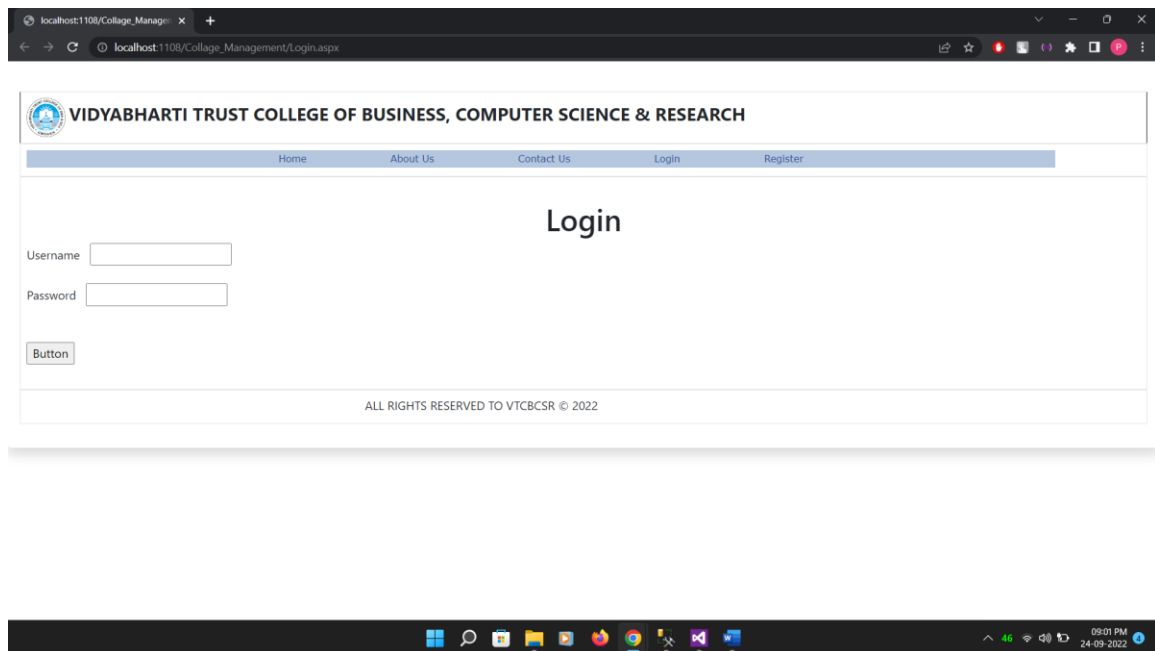 localhost:1108/Collage_Managem
localhost:1108/Collage_Management/Login.aspx
P
VIDYABHARTI TRUST COLLEGE OF BUSINESS, COMPUTER SCIENCE & RESEARCH
Home About Us Contact Us Login Register
Login
Username
Password
Button
ALL RIGHTS RESERVED TO VTCBCSR © 2022
46
09:01 PM
24-09-2022
4